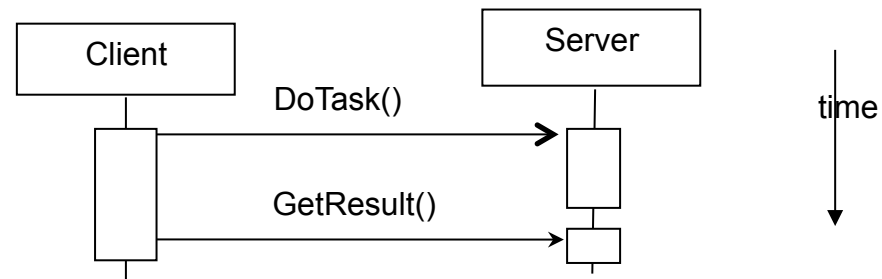 Client
Server
DoTask()
time
GetResult()